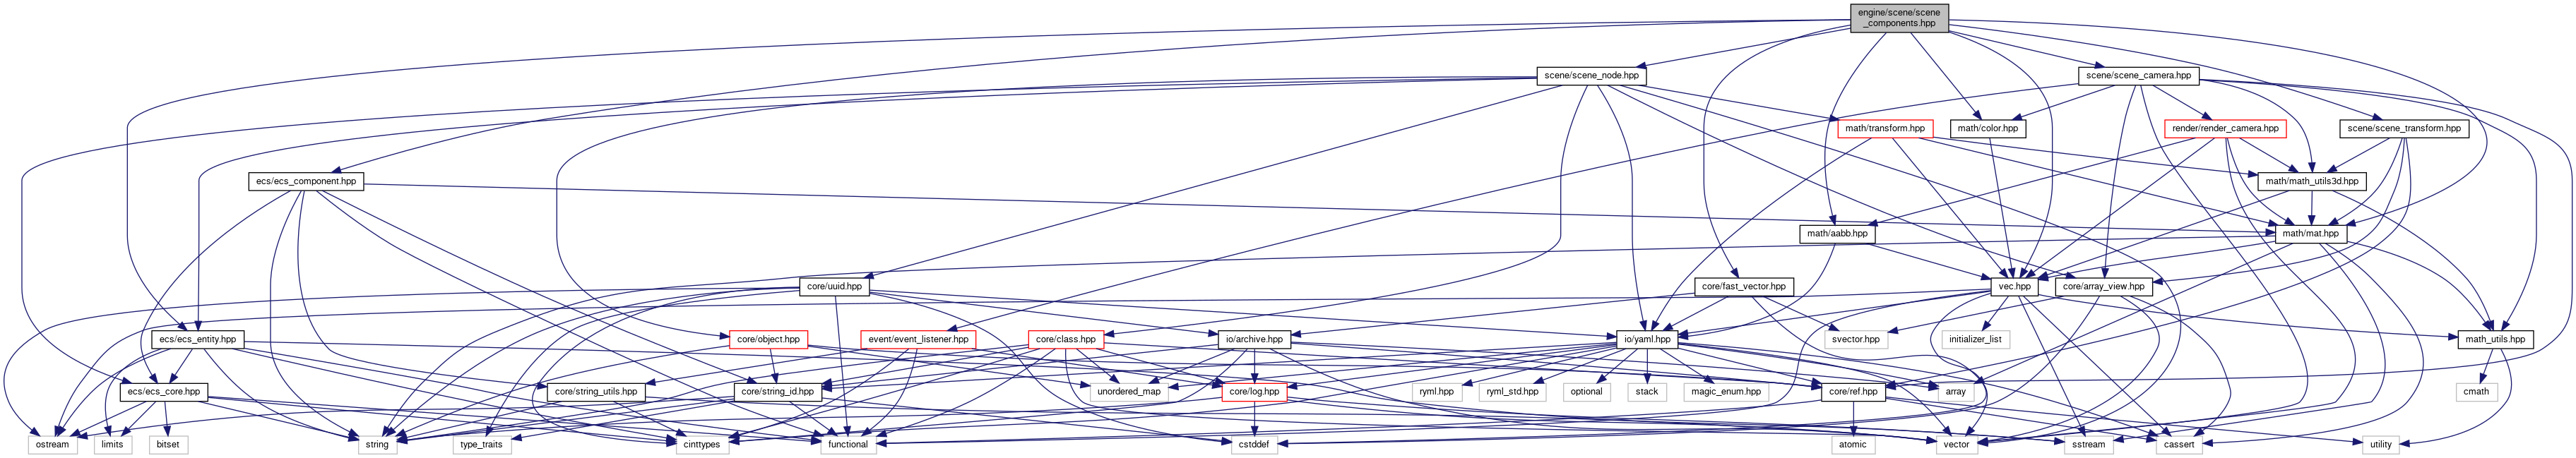 engine/scene/scene
_components.hpp
scene/scene_node.hpp
scene/scene_camera.hpp
math/transform.hpp
math/color.hpp
render/render_camera.hpp
scene/scene_transform.hpp
ecs/ecs_component.hpp
math/math_utils3d.hpp
math/aabb.hpp
math/mat.hpp
core/uuid.hpp
core/fast_vector.hpp
vec.hpp
core/array_view.hpp
ecs/ecs_entity.hpp
core/object.hpp
event/event_listener.hpp
core/class.hpp
io/archive.hpp
io/yaml.hpp
svector.hpp
initializer_list
math_utils.hpp
ecs/ecs_core.hpp
core/string_utils.hpp
core/string_id.hpp
unordered_map
core/log.hpp
ryml.hpp
ryml_std.hpp
optional
stack
magic_enum.hpp
core/ref.hpp
array
cmath
ostream
limits
bitset
string
type_traits
cinttypes
functional
cstddef
atomic
vector
sstream
cassert
utility